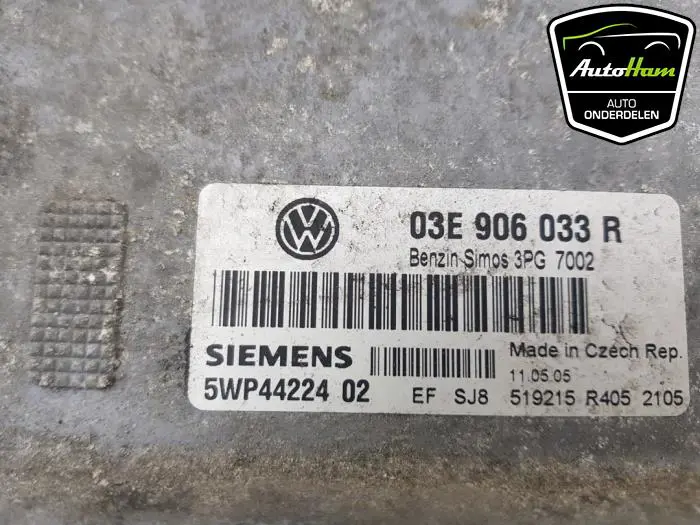 AutoHam
AUTO
ONDERDELEN
03E 906 033 R
Benzin Simos 3PG 7002
SIEMENS
Made in Czech Rep.
11.05.05
5WP44224 02
EF SJ8
519215 R405 2105